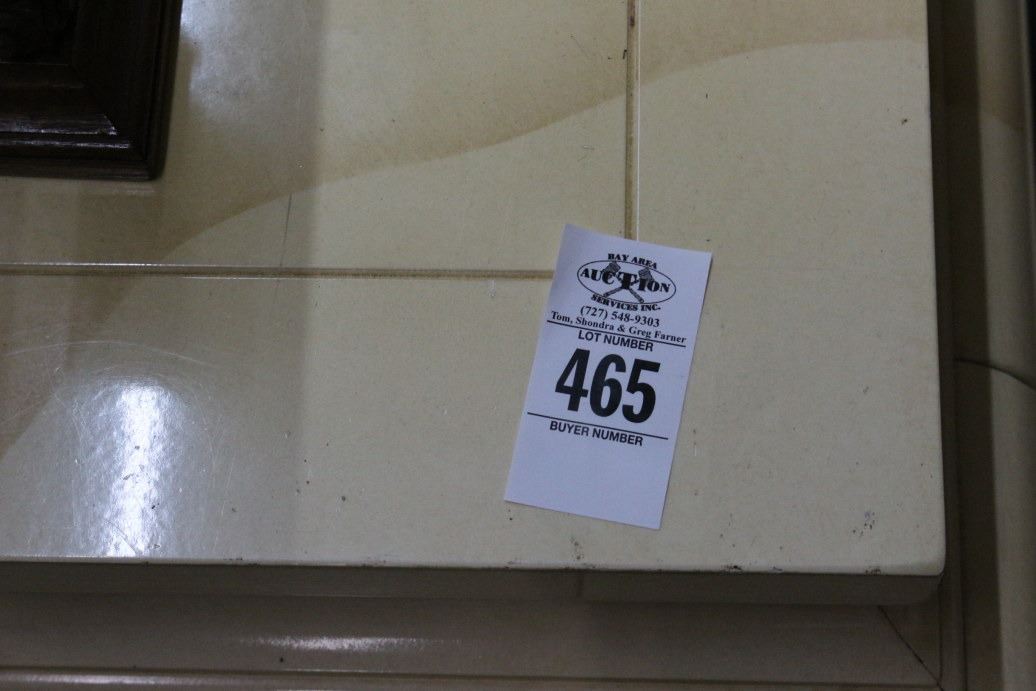 BAY AREA
AUCTION
SERVICES INC.
(727) 548-9303
Tom, Shondra & Greg Farner
LOT NUMBER
465
BUYER NUMBER